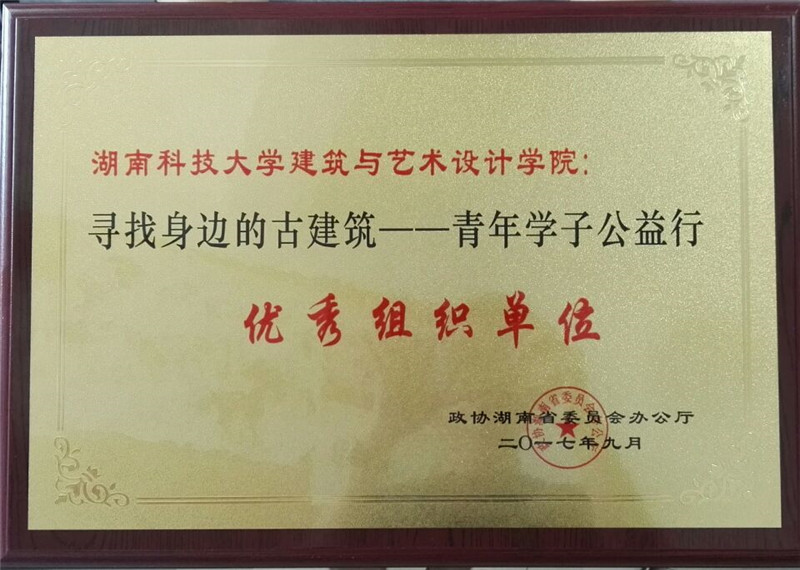 湖南科技大学建筑与艺术设计学院：
寻找身边的古建筑——青年学子公益行
优秀组织单位
政协湖南省委员会办公厅
二〇一七年九月